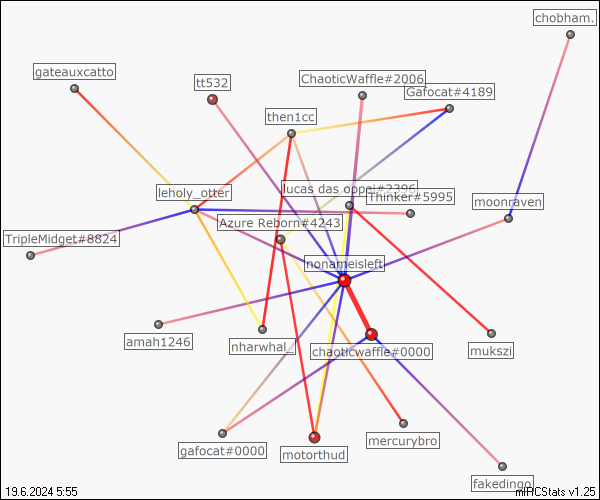 chobham.
gateauxcatto
tt532
ChaoticWaffle#2006
Gafocat#4189
then1cc
leholy_otter
lucas das oppai#2396
Thinker#5995
moonraven
Azure Reborn#4243
TripleMidget#8824
nonameisleft
amah1246
nharwhal_
chaoticwaffle#0000
mukszi
gafocat#0000
motorthud
mercurybro
fakedingo
19.6.2024 5:55
mIRCStats v1.25